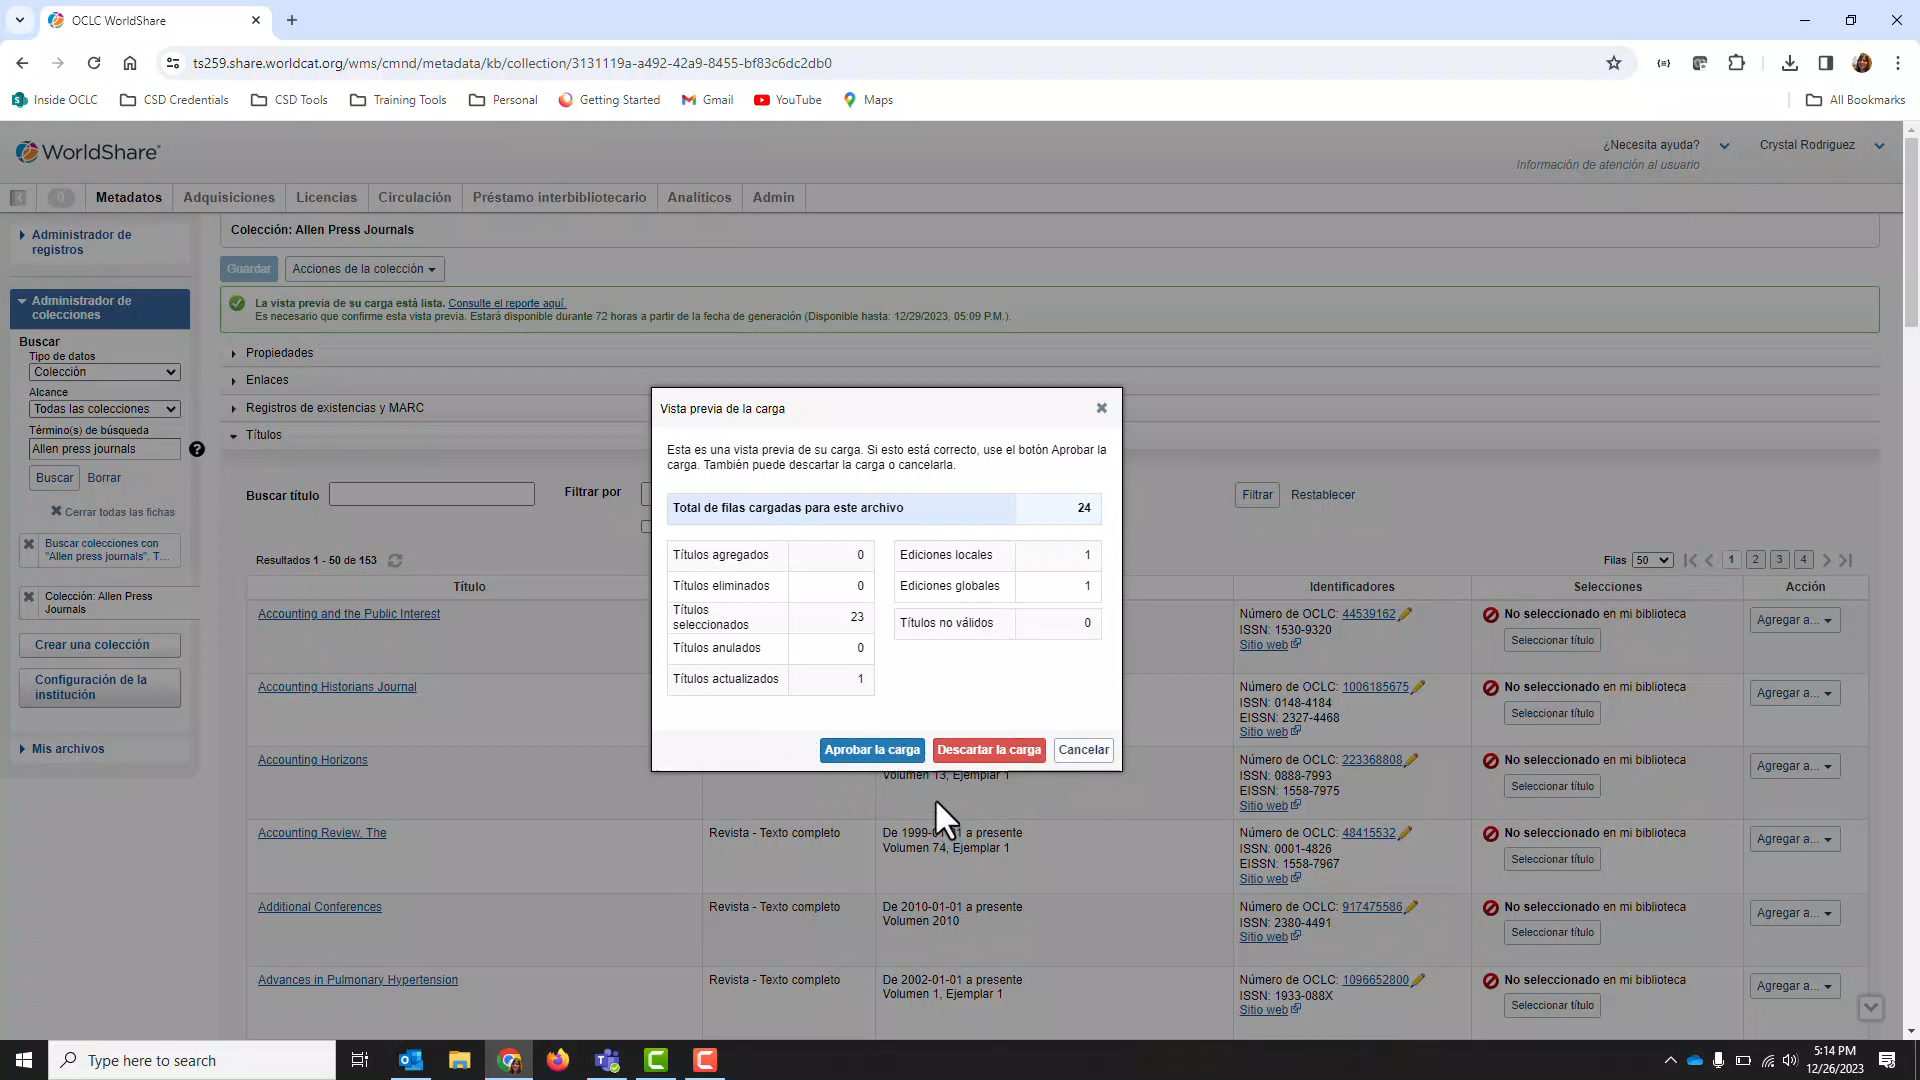 OCLC WorldShare
ts259.share.worldcat.org/wms/cmnd/metadata/kb/collection/3131119a-a492-42a9-8455-bf83c6dc2db0
Inside OCLC
CSD Credentials
CSD Tools
Training Tools
Personal
Getting Started
Gmail
YouTube
Maps
All Bookmarks
WorldShare
¿Necesita ayuda?
Crystal Rodriguez
Información de atención al usuario
0
Metadatos
Adquisiciones
Licencias
Circulación
Préstamo interbibliotecario
Analíticos
Admin
Administrador de
registros
Administrador de
colecciones
Buscar
Tipo de datos
Colección
Alcance
Todas las colecciones
Término(s) de búsqueda
Allen press journals
Buscar
Borrar
Cerrar todas las fichas
Buscar colecciones con
"Allen press journals", T...
Colección: Allen Press
Journals
Crear una colección
Configuración de la
institución
Mis archivos
Colección: Allen Press Journals
Guardar
Acciones de la colección
La vista previa de su carga está lista. Consulte el reporte aquí.
Es necesario que confirme esta vista previa. Estará disponible durante 72 horas a partir de la fecha de generación (Disponible hasta: 12/29/2023, 05:09 P.M.).
Propiedades
Enlaces
Registros de existencias y MARC
Títulos
Buscar título
Filtrar por
Filtrar
Restablecer
Resultados 1 - 50 de 153
Filas 50
1 2 3 4
Título
Identificadores
Selecciones
Acción
Accounting and the Public Interest
Número de OCLC: 44539162
ISSN: 1530-9320
Sitio web
No seleccionado en mi biblioteca
Seleccionar título
Agregar a...
Accounting Historians Journal
Número de OCLC: 1006185675
ISSN: 0148-4184
EISSN: 2327-4468
Sitio web
No seleccionado en mi biblioteca
Seleccionar título
Agregar a...
Accounting Horizons
Volumen 13, Ejemplar 1
Número de OCLC: 223368808
ISSN: 0888-7993
EISSN: 1558-7975
Sitio web
No seleccionado en mi biblioteca
Seleccionar título
Agregar a...
Accounting Review, The
Revista - Texto completo
De 1999-01-01 a presente
Volumen 74, Ejemplar 1
Número de OCLC: 48415532
ISSN: 0001-4826
EISSN: 1558-7967
Sitio web
No seleccionado en mi biblioteca
Seleccionar título
Agregar a...
Additional Conferences
Revista - Texto completo
De 2010-01-01 a presente
Volumen 2010
Número de OCLC: 917475586
ISSN: 2380-4491
Sitio web
No seleccionado en mi biblioteca
Seleccionar título
Agregar a...
Advances in Pulmonary Hypertension
Revista - Texto completo
De 2002-01-01 a presente
Volumen 1, Ejemplar 1
Número de OCLC: 1096652800
ISSN: 1933-088X
Sitio web
No seleccionado en mi biblioteca
Seleccionar título
Agregar a...
Vista previa de la carga
Esta es una vista previa de su carga. Si esto está correcto, use el botón Aprobar la
carga. También puede descartar la carga o cancelarla.
Total de filas cargadas para este archivo 24
Títulos agregados 0
Títulos eliminados 0
Títulos
seleccionados 23
Títulos anulados 0
Títulos actualizados 1
Ediciones locales 1
Ediciones globales 1
Títulos no válidos 0
Aprobar la carga
Descartar la carga
Cancelar
Type here to search
5:14 PM
12/26/2023